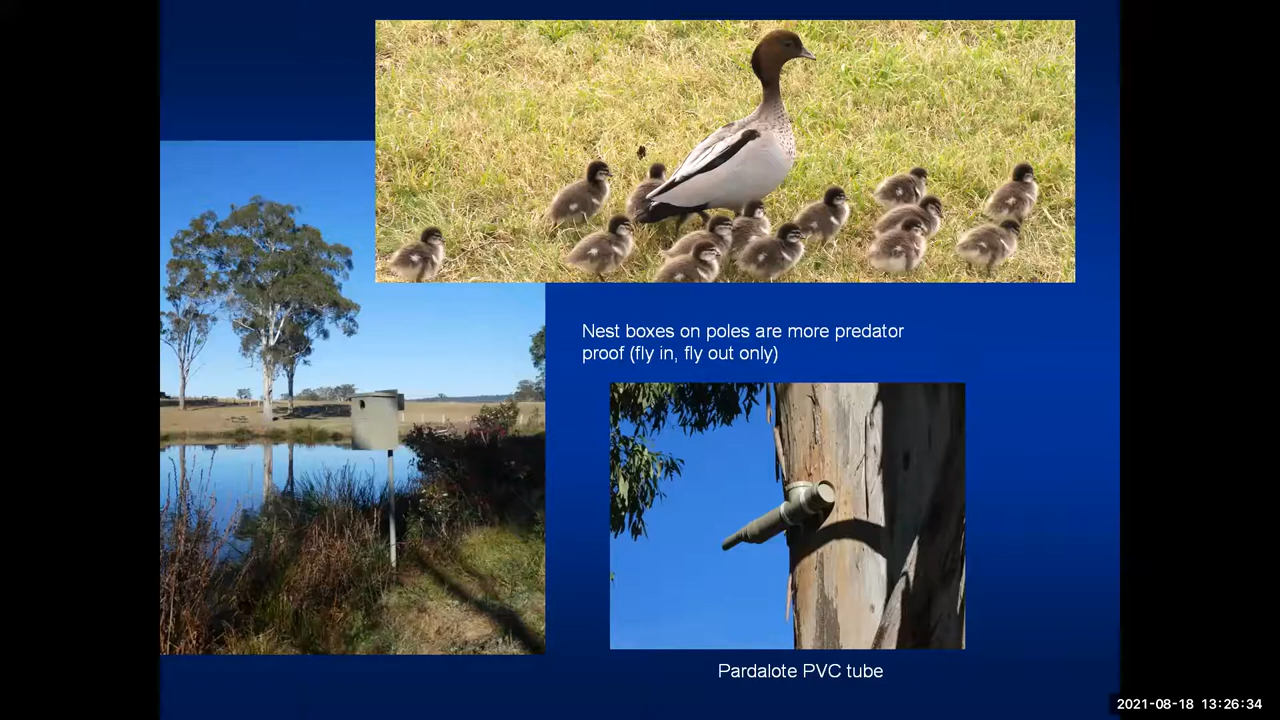 Nest boxes on poles are more predator
proof (fly in, fly out only)
Pardalote PVC tube
2021-08-18 13:26:34